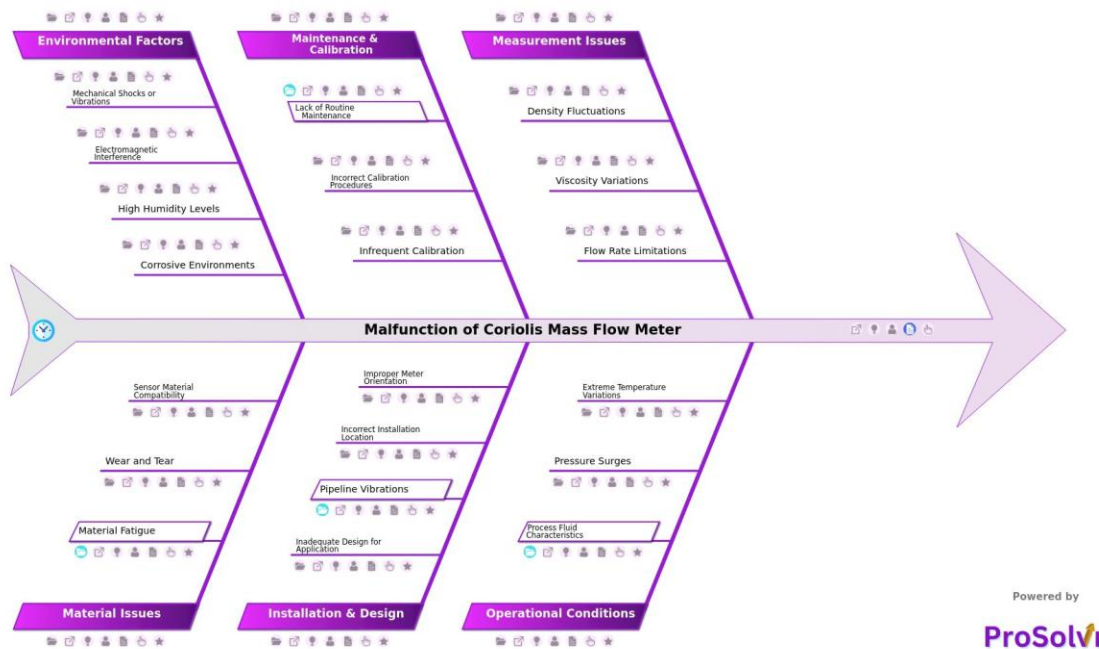 Environmental Factors
Maintenance &
Calibration
Measurement Issues
Mechanical Shocks or
Vibrations
Electromagnetic
Interference
High Humidity Levels
Corrosive Environments
Lack of Routine
Maintenance
Incorrect Calibration
Procedures
Infrequent Calibration
Density Fluctuations
Viscosity Variations
Flow Rate Limitations
Malfunction of Coriolis Mass Flow Meter
Sensor Material
Compatibility
Wear and Tear
Material Fatigue
Improper Meter
Orientation
Incorrect Installation
Location
Pipeline Vibrations
Inadequate Design for
Application
Extreme Temperature
Variations
Pressure Surges
Process Fluid
Characteristics
Material Issues
Installation & Design
Operational Conditions
Powered by